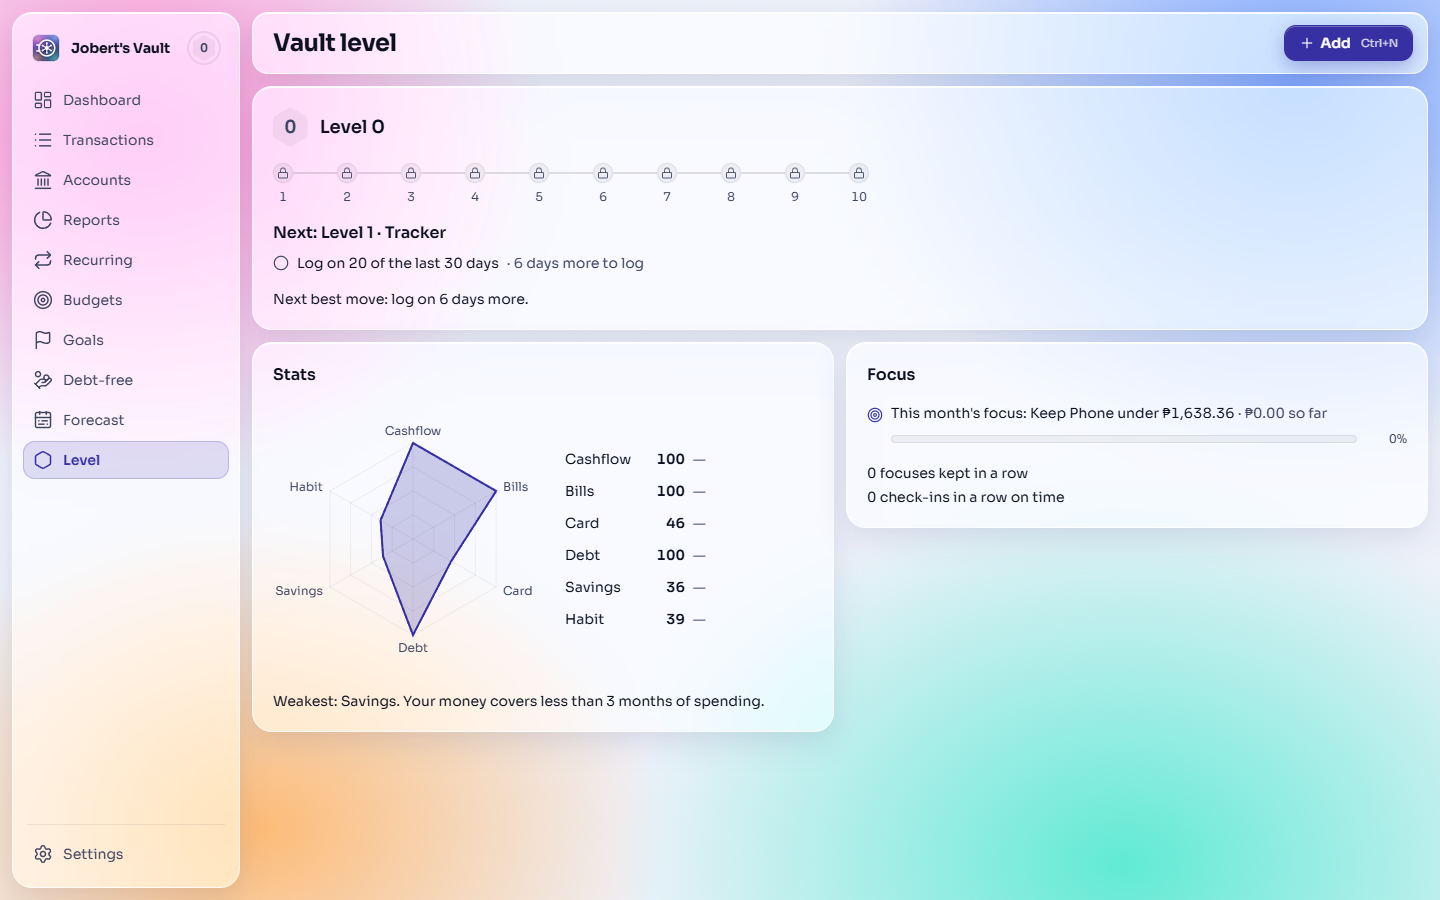 Jobert's Vault 0
Dashboard
Transactions
Accounts
Reports
Recurring
Budgets
Goals
Debt-free
Forecast
Level
Settings
Vault level
Add Ctrl+N
0 Level 0
1 2 3 4 5 6 7 8 9 10
Next: Level 1 · Tracker
Log on 20 of the last 30 days · 6 days more to log
Next best move: log on 6 days more.
Stats
Cashflow
Habit Bills
Savings Card
Debt
Cashflow 100 —
Bills 100 —
Card 46 —
Debt 100 —
Savings 36 —
Habit 39 —
Weakest: Savings. Your money covers less than 3 months of spending.
Focus
This month's focus: Keep Phone under ₱1,638.36 · ₱0.00 so far
0%
0 focuses kept in a row
0 check-ins in a row on time